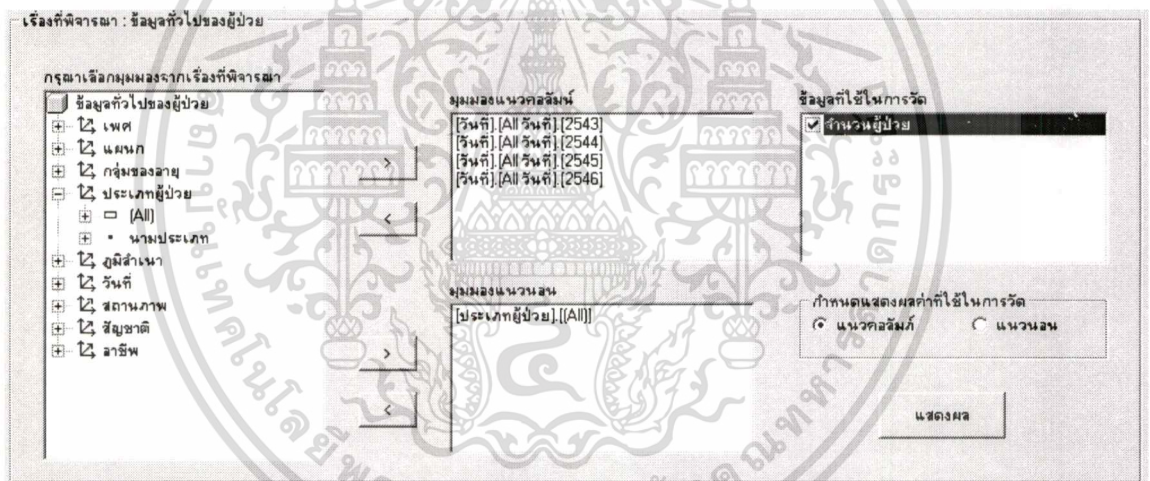 เรื่องที่พิจารณา : ข้อมูลทั่วไปของผู้ป่วย
กรุณาเลือกมุมมองจากเรื่องที่พิจารณา
ข้อมูลทั่วไปของผู้ป่วย
เพศ
แผนก
กลุ่มของอายุ
ประเภทผู้ป่วย
(All)
นามประเภท
ภูมิลำเนา
วันที่
สถานภาพ
สัญชาติ
อาชีพ
>
<
>
<
มุมมองแนวคอลัมน์
[วันที่].[All วันที่].[2543]
[วันที่].[All วันที่].[2544]
[วันที่].[All วันที่].[2545]
[วันที่].[All วันที่].[2546]
มุมมองแนวนอน
[ประเภทผู้ป่วย].[(All)]
ข้อมูลที่ใช้ในการวัด
จำนวนผู้ป่วย
กำหนดแสดงผลค่าที่ใช้ในการวัด
แนวคอลัมภ์
แนวนอน
แสดงผล